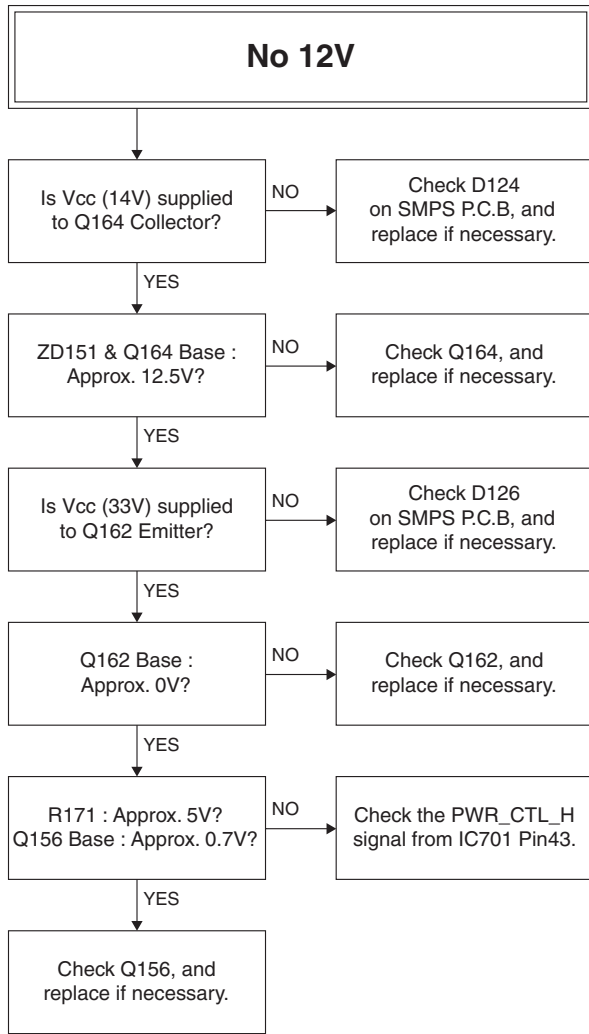 No 12V
Is Vcc (14V) supplied
to Q164 Collector?
NO
Check D124
on SMPS P.C.B, and
replace if necessary.
YES
ZD151 & Q164 Base :
Approx. 12.5V?
NO
Check Q164, and
replace if necessary.
YES
Is Vcc (33V) supplied
to Q162 Emitter?
NO
Check D126
on SMPS P.C.B, and
replace if necessary.
YES
Q162 Base :
Approx. 0V?
NO
Check Q162, and
replace if necessary.
YES
R171 : Approx. 5V?
Q156 Base : Approx. 0.7V?
NO
Check the PWR_CTL_H
signal from IC701 Pin43.
YES
Check Q156, and
replace if necessary.